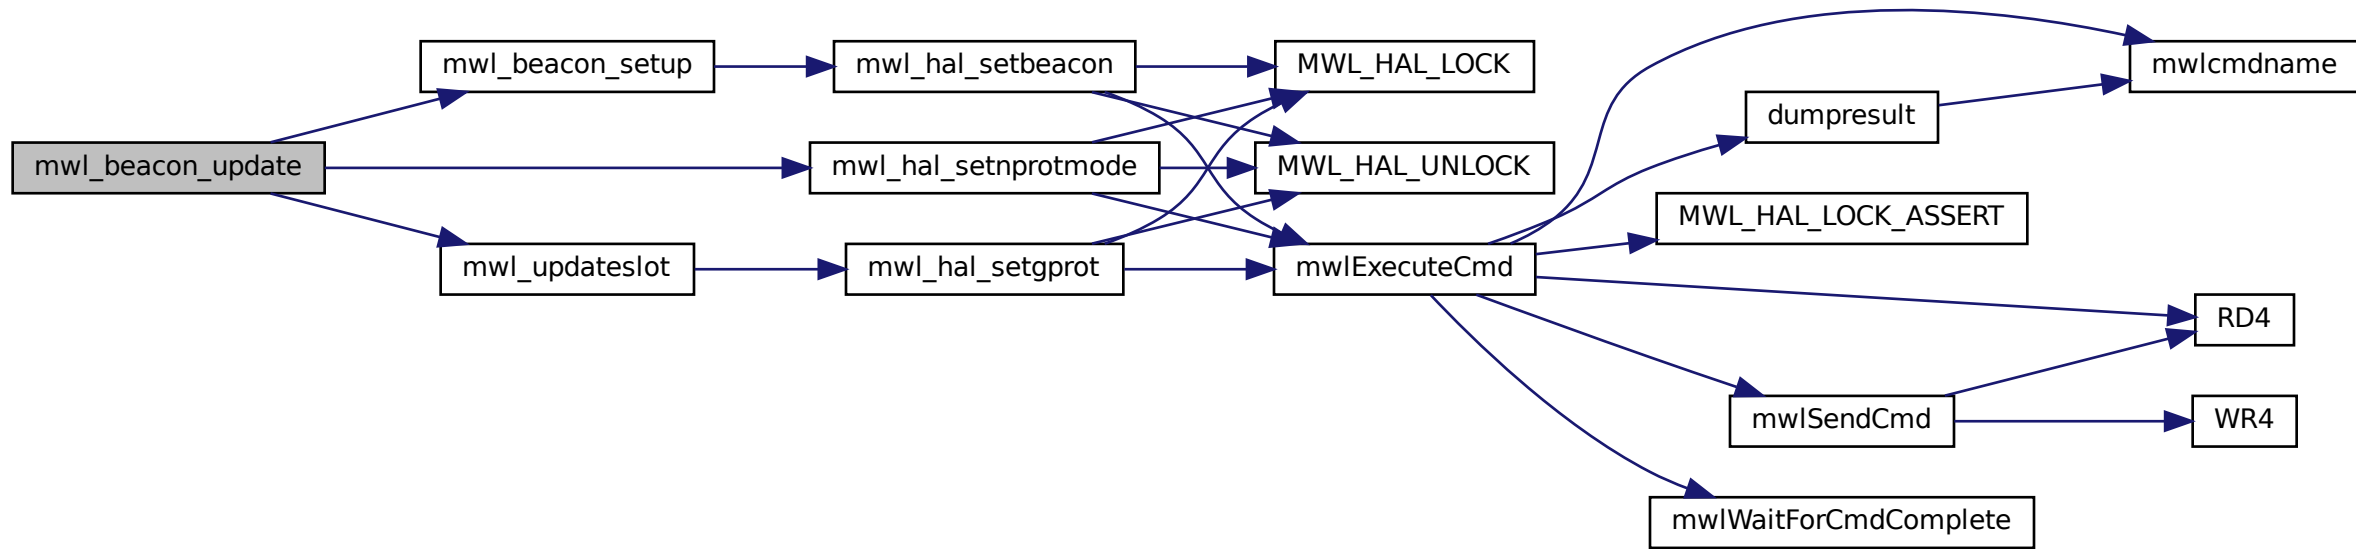 mwl_beacon_update
mwl_beacon_setup
mwl_hal_setnprotmode
mwl_updateslot
mwl_hal_setbeacon
mwl_hal_setgprot
MWL_HAL_LOCK
MWL_HAL_UNLOCK
mwlExecuteCmd
mwlcmdname
dumpresult
MWL_HAL_LOCK_ASSERT
RD4
mwlSendCmd
WR4
mwlWaitForCmdComplete